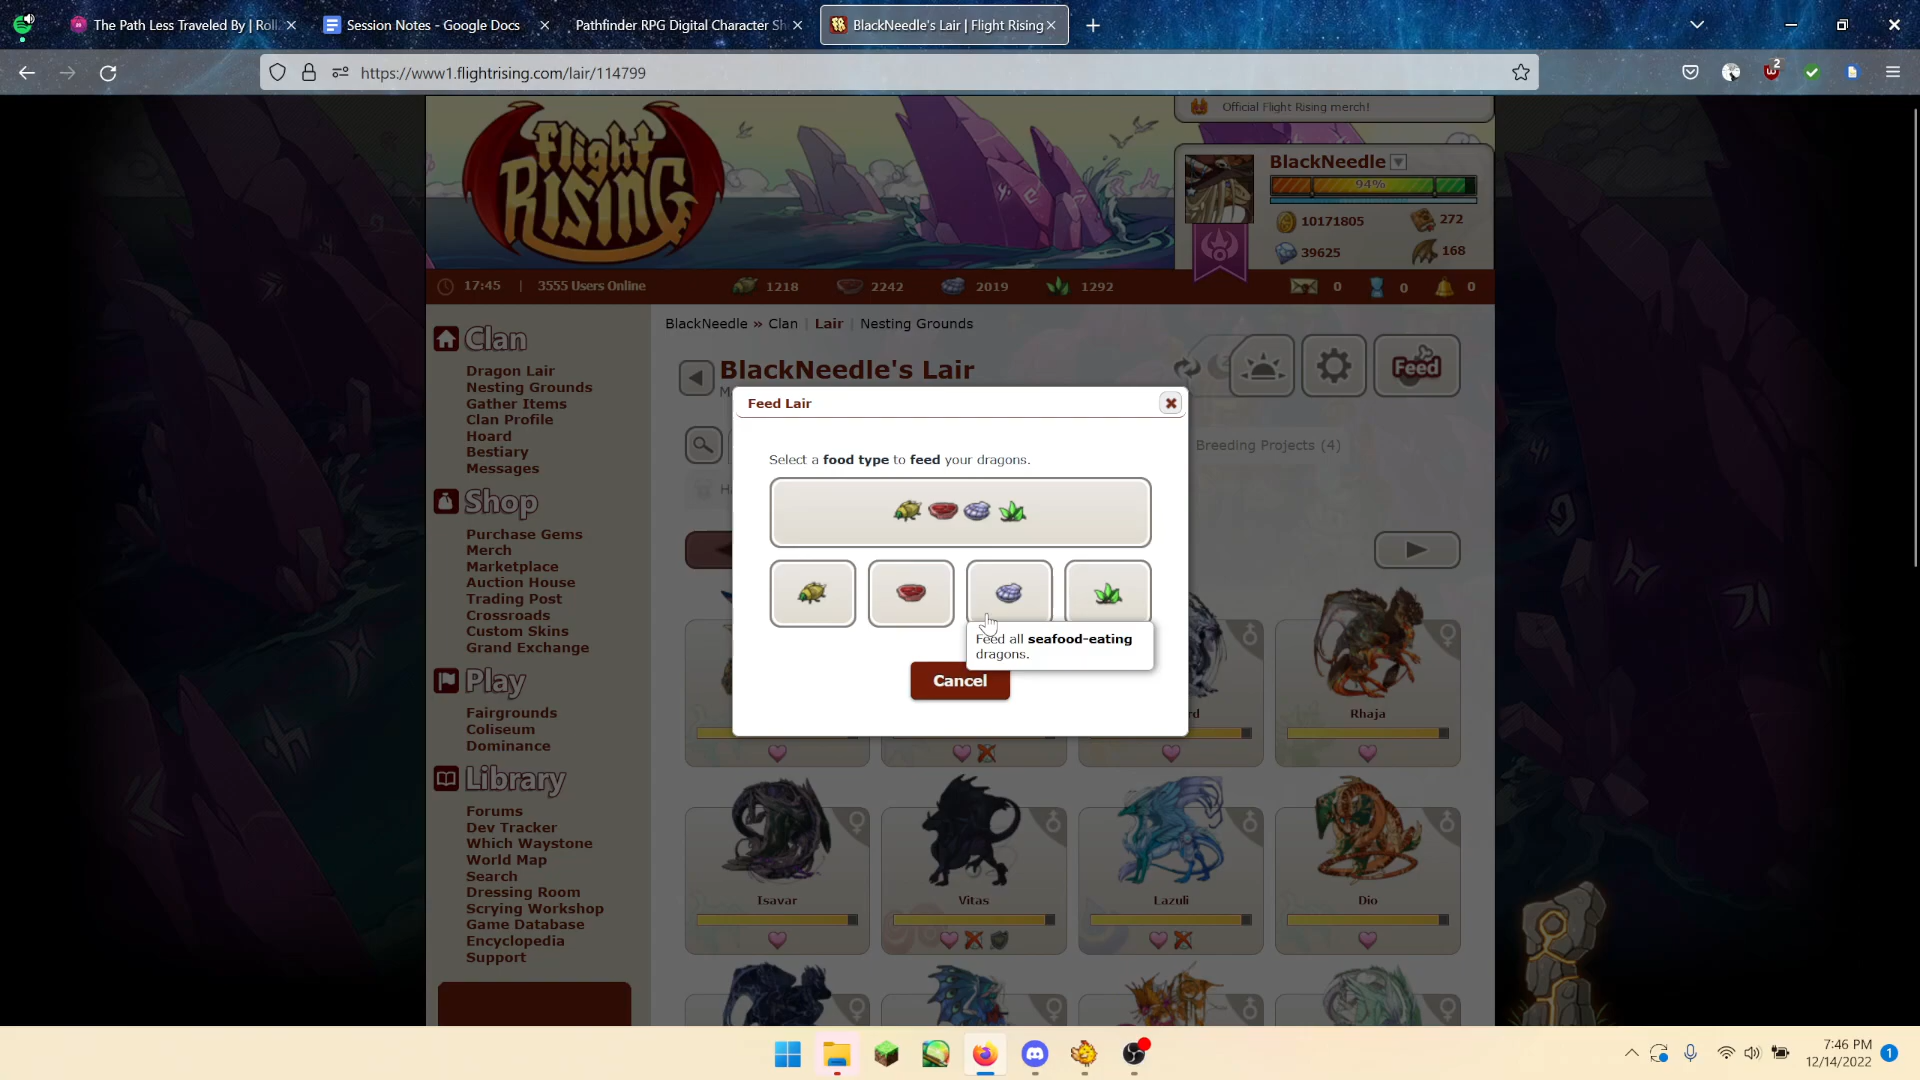 The Path Less Traveled By | Roll
Session Notes - Google Docs
Pathfinder RPG Digital Character Sh
BlackNeedle's Lair | Flight Rising
https://www1.flightrising.com/lair/114799
2
Flight
RISING
Official Flight Rising merch!
BlackNeedle
94%
10171805
272
39625
168
17:45 | 3555 Users Online
1218
2242
2019
1292
0
0
0
BlackNeedle » Clan | Lair | Nesting Grounds
BlackNeedle's Lair
Feed
Breeding Projects (4)
Clan
Dragon Lair
Nesting Grounds
Gather Items
Clan Profile
Hoard
Bestiary
Messages
Shop
Purchase Gems
Merch
Marketplace
Auction House
Trading Post
Crossroads
Custom Skins
Grand Exchange
Play
Fairgrounds
Coliseum
Dominance
Library
Forums
Dev Tracker
Which Waystone
World Map
Search
Dressing Room
Scrying Workshop
Game Database
Encyclopedia
Support
Feed Lair
Select a food type to feed your dragons.
Feed all seafood-eating
dragons.
Cancel
Rhaja
Isavar
Vitas
Lazuli
Dio
7:46 PM
12/14/2022
1